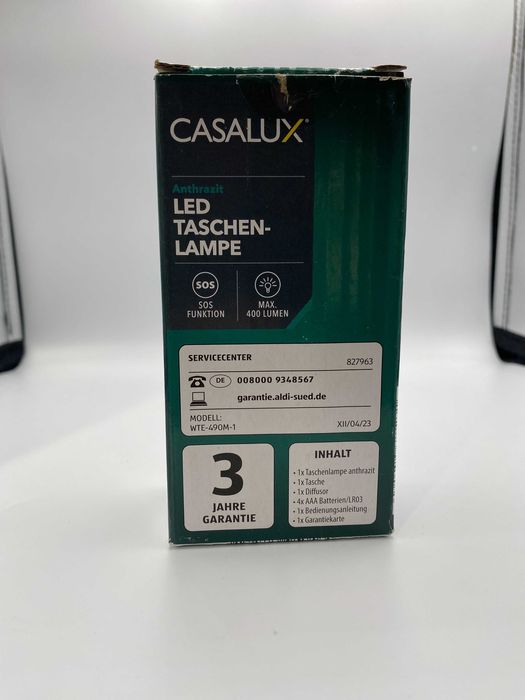 CASALUX®
Anthrazit
LED
TASCHEN-
LAMPE
SOS
SOS
FUNKTION
MAX.
400 LUMEN
SERVICECENTER
827963
DE 008000 9348567
garantie.aldi-sued.de
MODELL:
WTE-490M-1
XII/04/23
3
JAHRE
GARANTIE
INHALT
• 1x Taschenlampe anthrazit
• 1x Tasche
• 1x Diffusor
• 4x AAA Batterien/LR03
• 1x Bedienungsanleitung
• 1x Garantiekarte